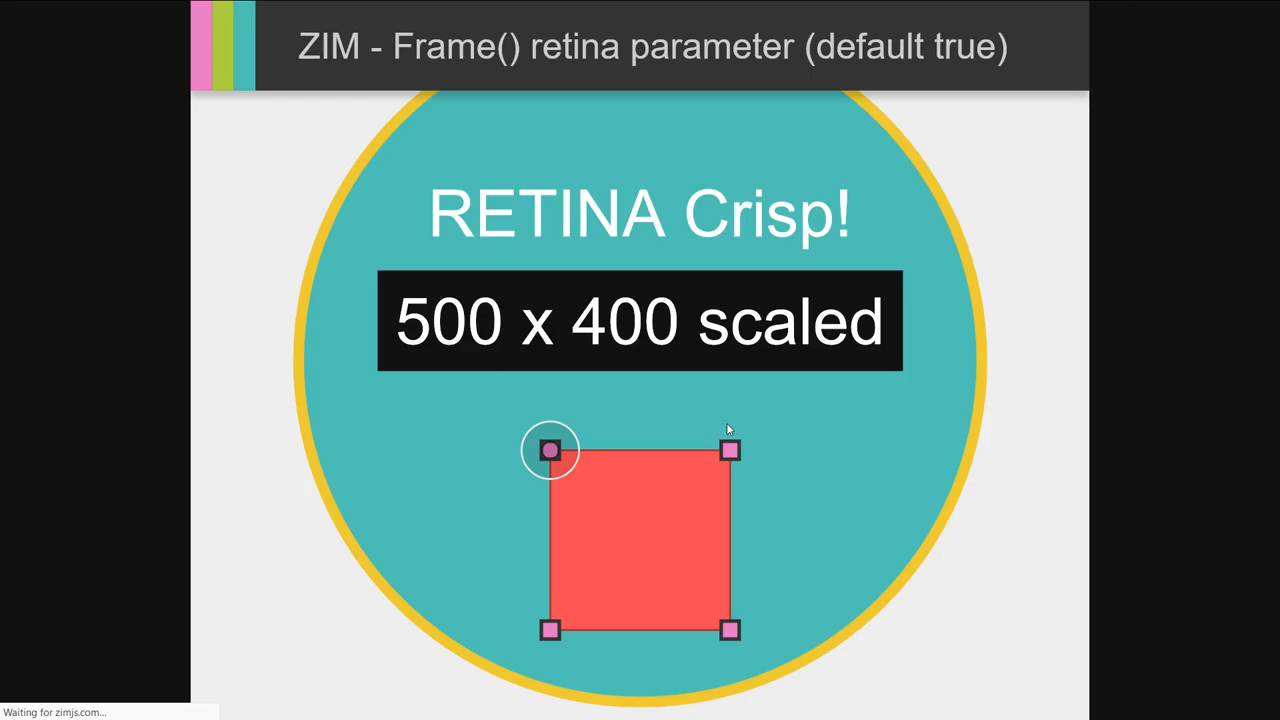 ZIM - Frame() retina parameter (default true)
RETINA Crisp!
500 x 400 scaled
Waiting for zimjs.com...